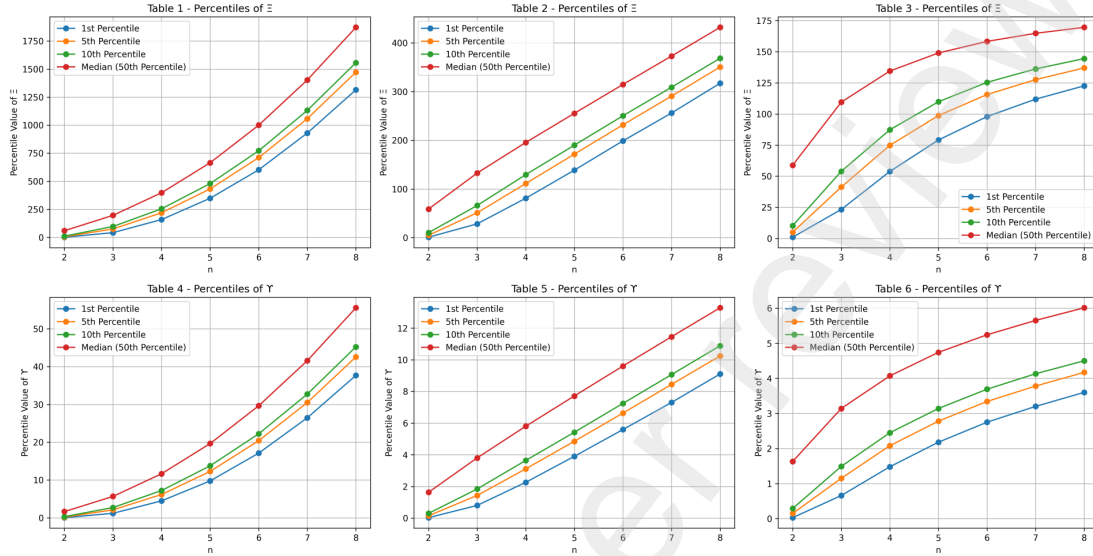 Table 1 - Percentiles of Ξ
1st Percentile
5th Percentile
10th Percentile
Median (50th Percentile)
Percentile Value of Ξ
1750
1500
1250
1000
750
500
250
0
2 3 4 5 6 7 8
n
Table 2 - Percentiles of Ξ
1st Percentile
5th Percentile
10th Percentile
Median (50th Percentile)
Percentile Value of Ξ
400
300
200
100
0
2 3 4 5 6 7 8
n
Table 3 - Percentiles of Ξ
Percentile Value of Ξ
175
150
125
100
75
50
25
0
1st Percentile
5th Percentile
10th Percentile
Median (50th Percentile)
2 3 4 5 6 7 8
n
Table 4 - Percentiles of ϒ
1st Percentile
5th Percentile
10th Percentile
Median (50th Percentile)
Percentile Value of ϒ
50
40
30
20
10
0
2 3 4 5 6 7 8
n
Table 5 - Percentiles of ϒ
1st Percentile
5th Percentile
10th Percentile
Median (50th Percentile)
Percentile Value of ϒ
12
10
8
6
4
2
0
2 3 4 5 6 7 8
n
Table 6 - Percentiles of ϒ
1st Percentile
5th Percentile
10th Percentile
Median (50th Percentile)
Percentile Value of ϒ
6
5
4
3
2
1
0
2 3 4 5 6 7 8
n
er review